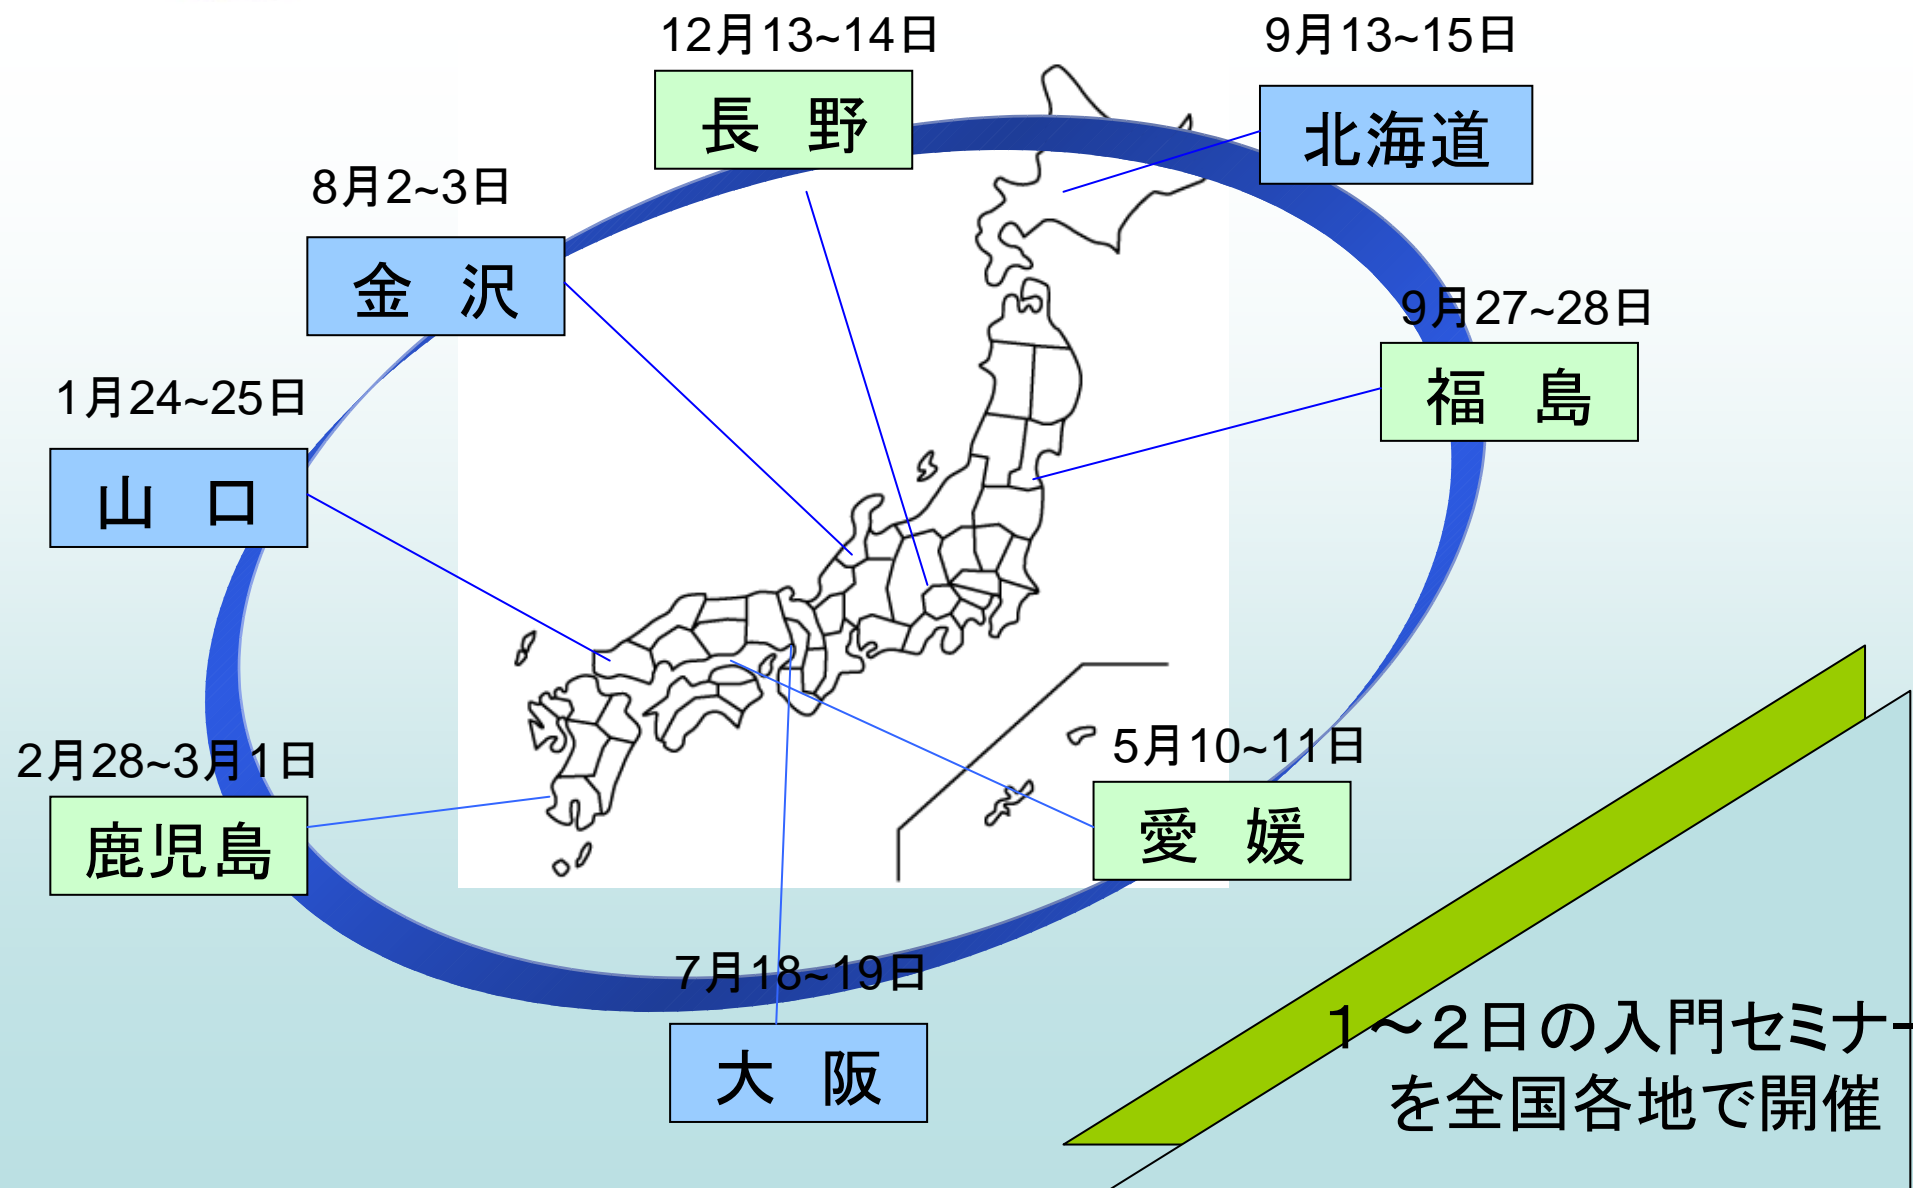 12月13~14日
長　野
9月13~15日
北海道
8月2~3日
金　沢
9月27~28日
福　島
1月24~25日
山　口
2月28~3月1日
鹿児島
5月10~11日
愛　媛
7月18~19日
大　阪
１～２日の入門セミナー
を全国各地で開催